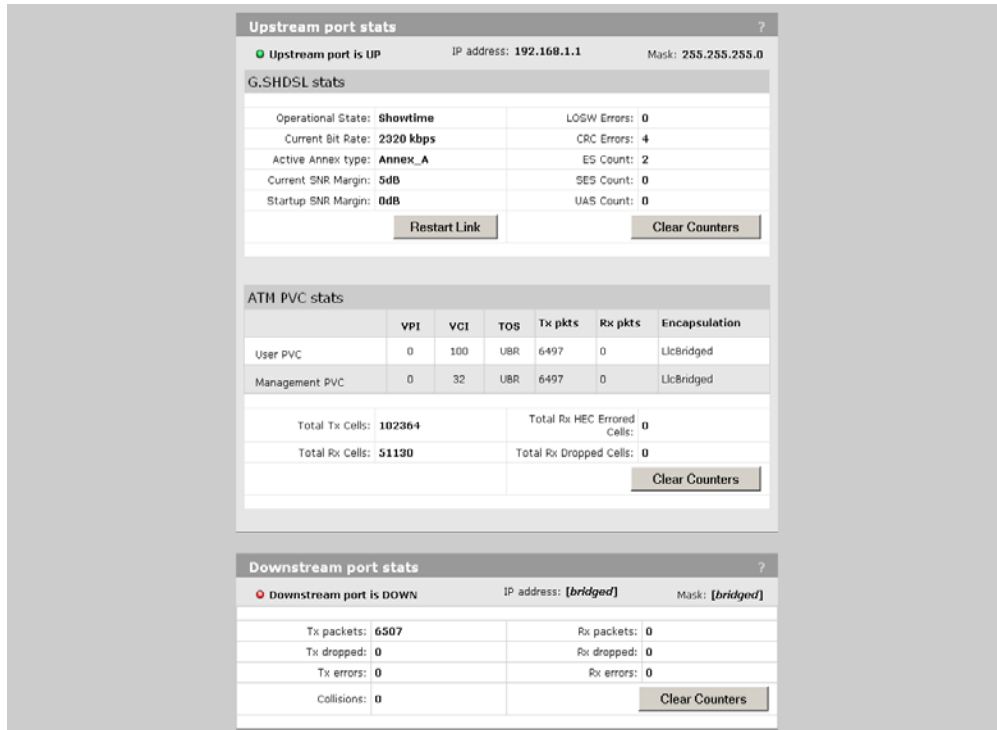 Upstream port stats ?
Upstream port is UP IP address: 192.168.1.1 Mask: 255.255.255.0
G.SHDSL stats
Operational State: Showtime LOSW Errors: 0
Current Bit Rate: 2320 kbps CRC Errors: 4
Active Annex type: Annex_A ES Count: 2
Current SNR Margin: 5dB SES Count: 0
Startup SNR Margin: 0dB UAS Count: 0
Restart Link Clear Counters
ATM PVC stats
VPI VCI TOS Tx pkts Rx pkts Encapsulation
User PVC 0 100 UBR 6497 0 LlcBridged
Management PVC 0 32 UBR 6497 0 LlcBridged
Total Tx Cells: 102364 Total Rx HEC Errored Cells: 0
Total Rx Cells: 51130 Total Rx Dropped Cells: 0
Clear Counters
Downstream port stats ?
Downstream port is DOWN IP address: [bridged] Mask: [bridged]
Tx packets: 6507 Rx packets: 0
Tx dropped: 0 Rx dropped: 0
Tx errors: 0 Rx errors: 0
Collisions: 0 Clear Counters